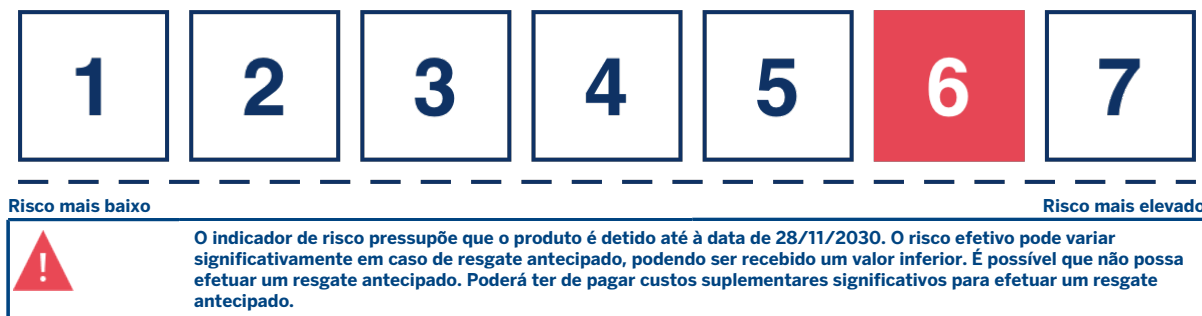 1 2 3 4 5 6 7
Risco mais baixo Risco mais elevado
!
O indicador de risco pressupõe que o produto é detido até à data de 28/11/2030. O risco efetivo pode variar
significativamente em caso de resgate antecipado, podendo ser recebido um valor inferior. É possível que não possa
efetuar um resgate antecipado. Poderá ter de pagar custos suplementares significativos para efetuar um resgate
antecipado.